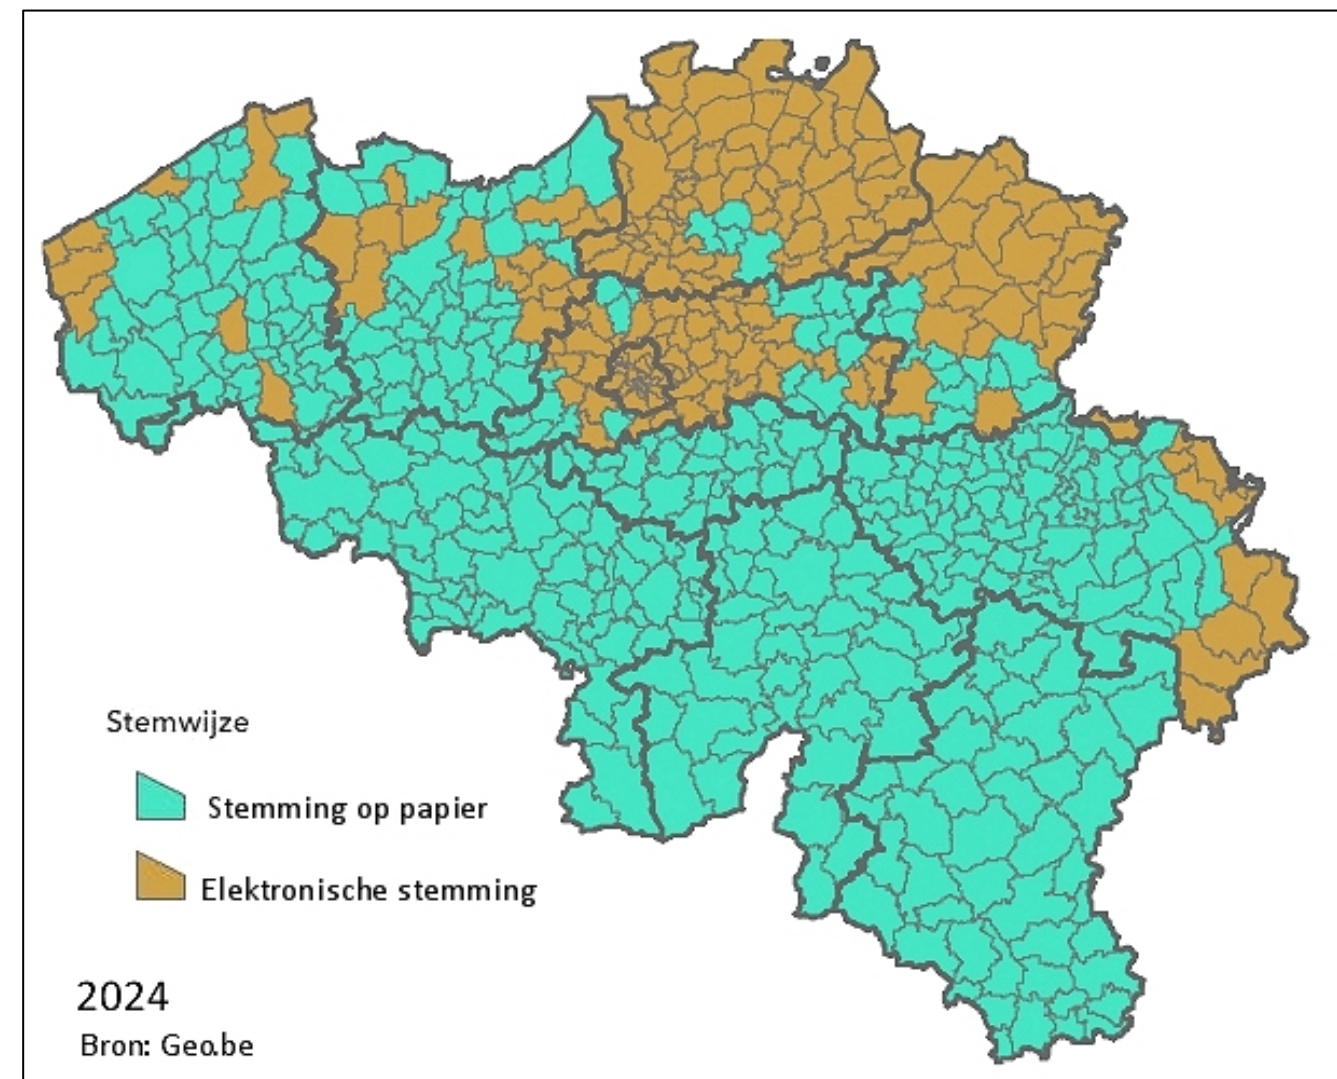 Stemwijze
Stemming op papier
Elektronische stemming
2024
Bron: Geo.be